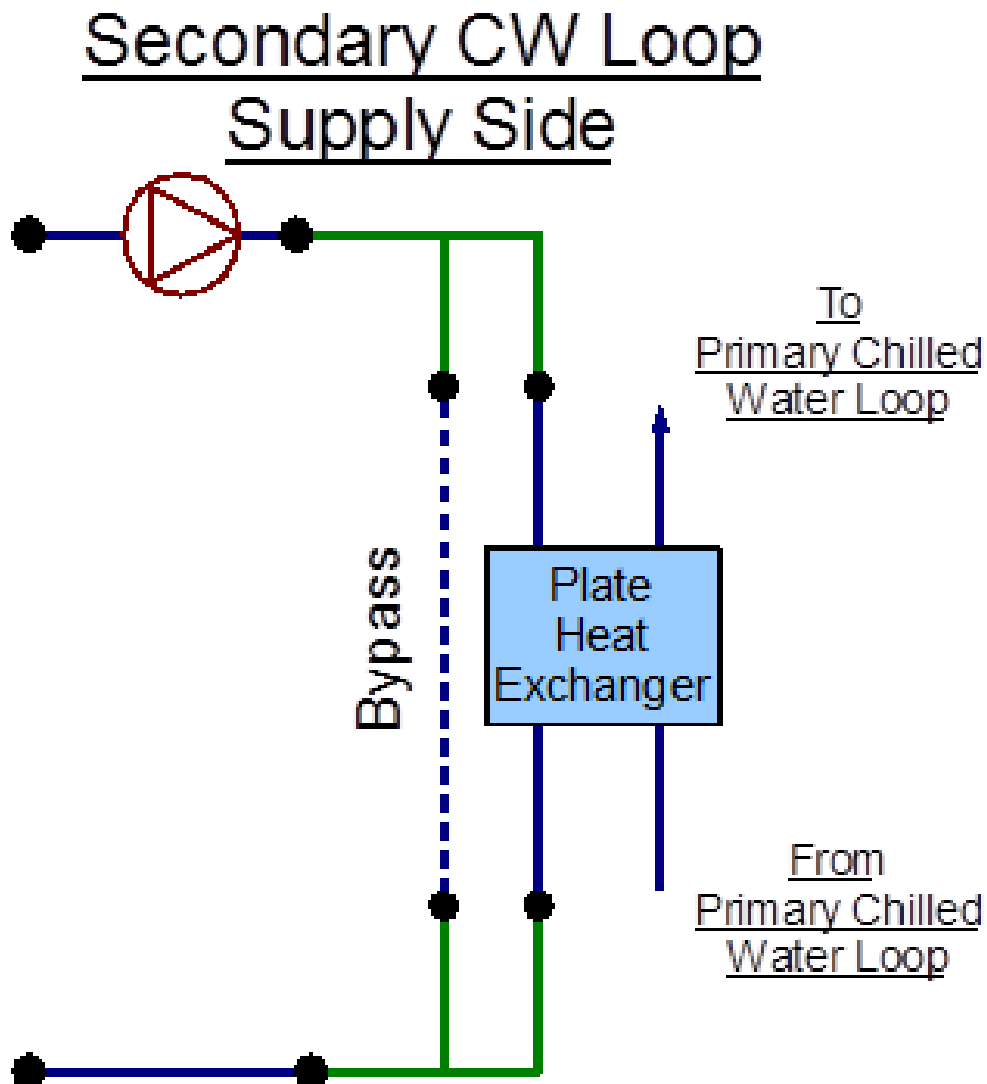 Secondary CW Loop
Supply Side
To
Primary Chilled
Water Loop
Bypass
Plate
Heat
Exchanger
From
Primary Chilled
Water Loop